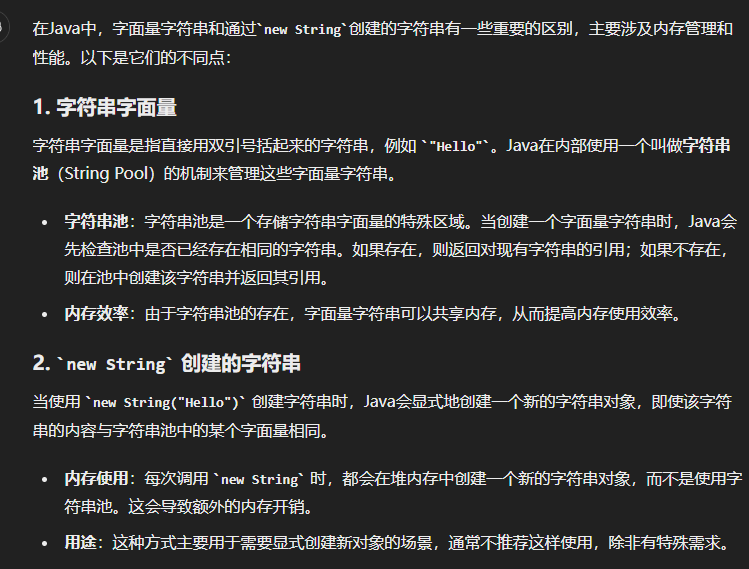 在Java中，字面量字符串和通过`new String`创建的字符串有一些重要的区别，主要涉及内存管理和
性能。以下是它们的不同点：
1. 字符串字面量
字符串字面量是指直接用双引号括起来的字符串，例如 `"Hello"`。Java在内部使用一个叫做字符串
池（String Pool）的机制来管理这些字面量字符串。
• 字符串池：字符串池是一个存储字符串字面量的特殊区域。当创建一个字面量字符串时，Java会
先检查池中是否已经存在相同的字符串。如果存在，则返回对现有字符串的引用；如果不存在，
则在池中创建该字符串并返回其引用。
• 内存效率：由于字符串池的存在，字面量字符串可以共享内存，从而提高内存使用效率。
2. `new String` 创建的字符串
当使用 `new String("Hello")` 创建字符串时，Java会显式地创建一个新的字符串对象，即使该字符
串的内容与字符串池中的某个字面量相同。
• 内存使用：每次调用 `new String` 时，都会在堆内存中创建一个新的字符串对象，而不是使用字
符串池。这会导致额外的内存开销。
• 用途：这种方式主要用于需要显式创建新对象的场景，通常不推荐这样使用，除非有特殊需求。